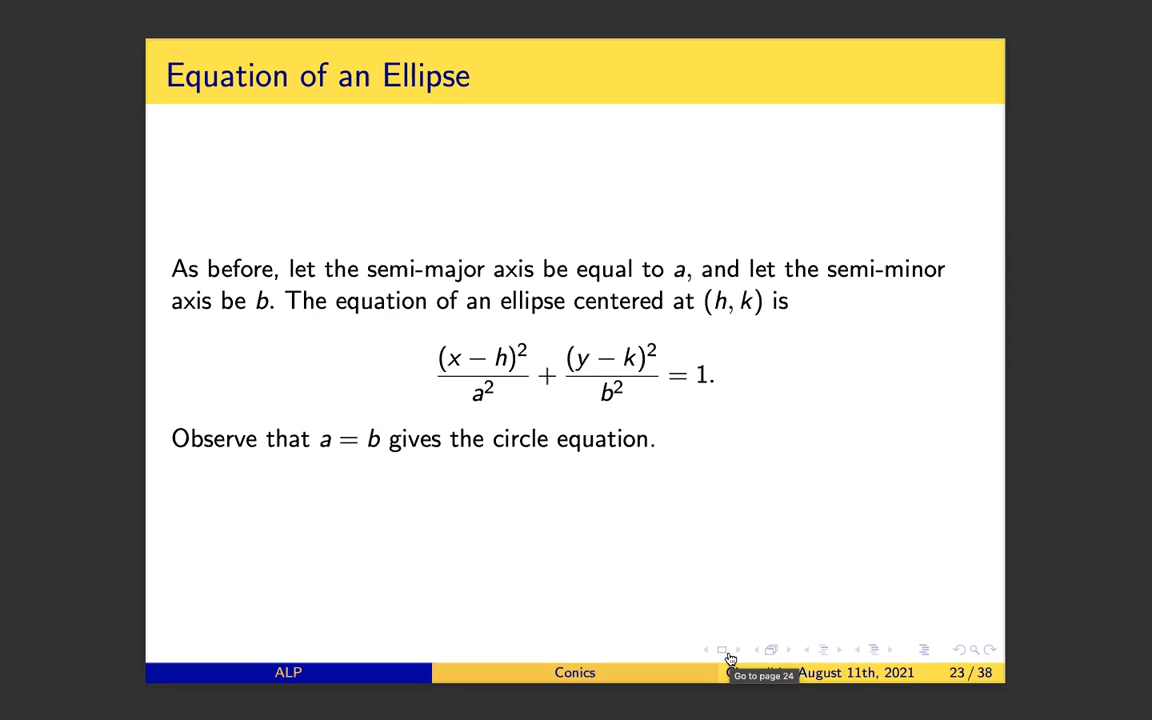 Equation of an Ellipse
As before, let the semi-major axis be equal to a, and let the semi-minor
axis be b. The equation of an ellipse centered at (h, k) is
(x − h)² / a² + (y − k)² / b² = 1.
Observe that a = b gives the circle equation.
ALP Conics August 11th, 2021 23 / 38
Go to page 24